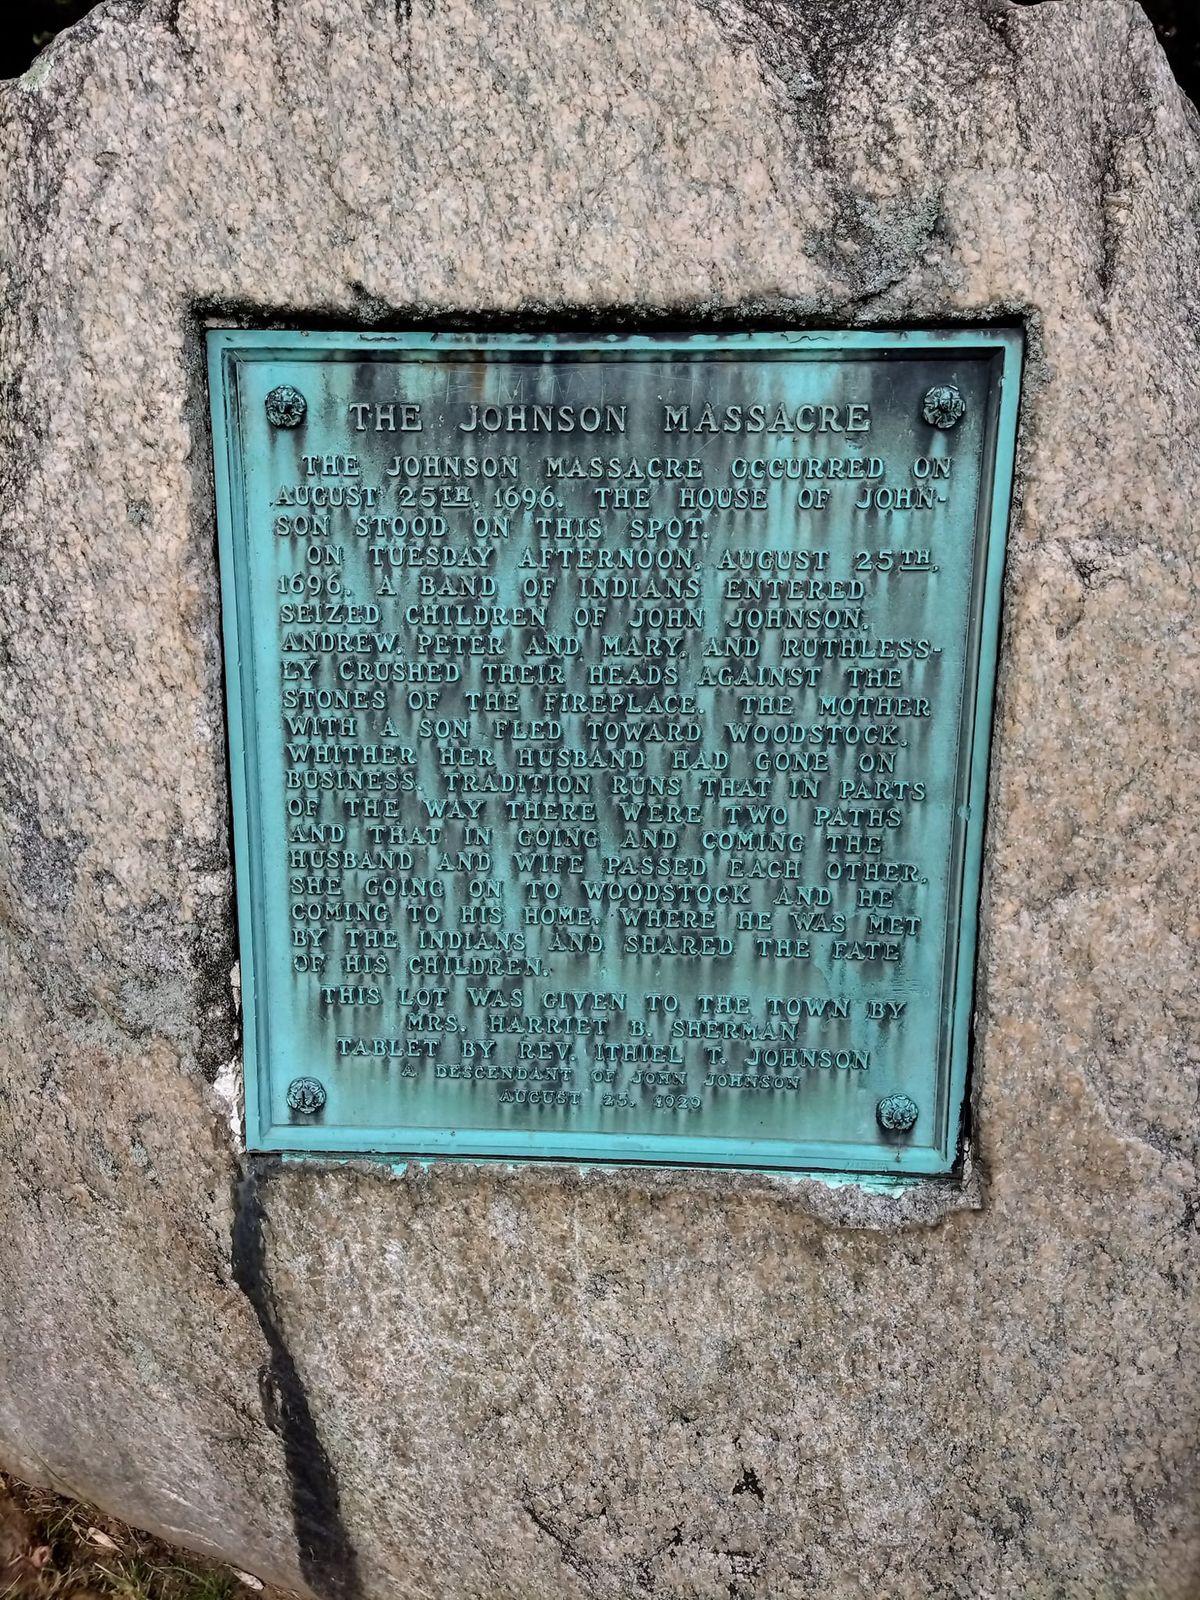 THE JOHNSON MASSACRE
THE JOHNSON MASSACRE OCCURRED ON
AUGUST 25TH, 1696. THE HOUSE OF JOHN-
SON STOOD ON THIS SPOT.
ON TUESDAY AFTERNOON, AUGUST 25TH,
1696, A BAND OF INDIANS ENTERED,
SEIZED CHILDREN OF JOHN JOHNSON,
ANDREW, PETER AND MARY, AND RUTHLESS-
LY CRUSHED THEIR HEADS AGAINST THE
STONES OF THE FIREPLACE. THE MOTHER
WITH A SON FLED TOWARD WOODSTOCK,
WHITHER HER HUSBAND HAD GONE ON
BUSINESS. TRADITION RUNS THAT IN PARTS
OF THE WAY THERE WERE TWO PATHS
AND THAT IN GOING AND COMING THE
HUSBAND AND WIFE PASSED EACH OTHER,
SHE GOING ON TO WOODSTOCK AND HE
COMING TO HIS HOME, WHERE HE WAS MET
BY THE INDIANS AND SHARED THE FATE
OF HIS CHILDREN.
THIS LOT WAS GIVEN TO THE TOWN BY
MRS. HARRIET B. SHERMAN
TABLET BY REV. ITHIEL T. JOHNSON
A DESCENDANT OF JOHN JOHNSON
AUGUST 25, 1929